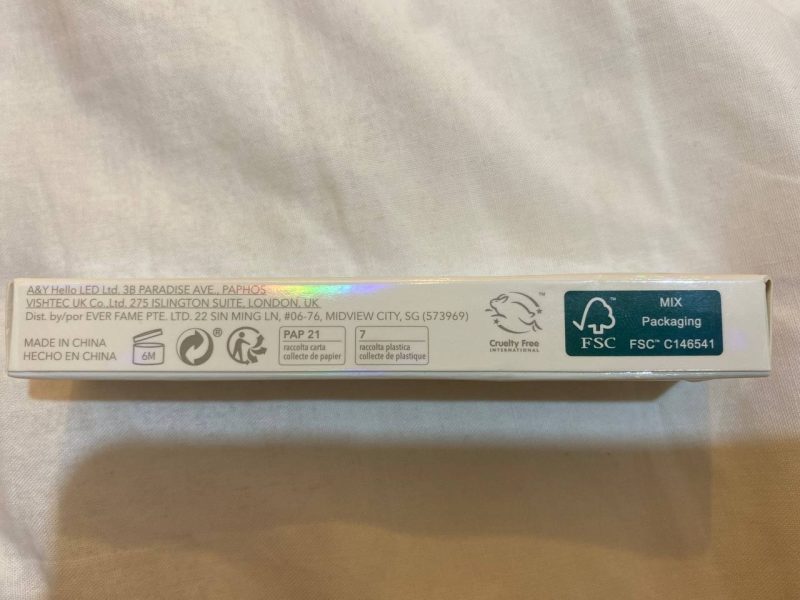 A&Y Hello LED Ltd. 3B PARADISE AVE., PAPHOS
VISHTEC UK Co.,Ltd. 275 ISLINGTON SUITE, LONDON, UK
Dist. by/por EVER FAME PTE. LTD. 22 SIN MING LN, #06-76, MIDVIEW CITY, SG (573969)
MADE IN CHINA
HECHO EN CHINA
6M
®
PAP 21
raccolta carta
collecte de papier
7
raccolta plastica
collecte de plastique
TM
Cruelty Free
INTERNATIONAL
TM
FSC
MIX
Packaging
FSC™ C146541